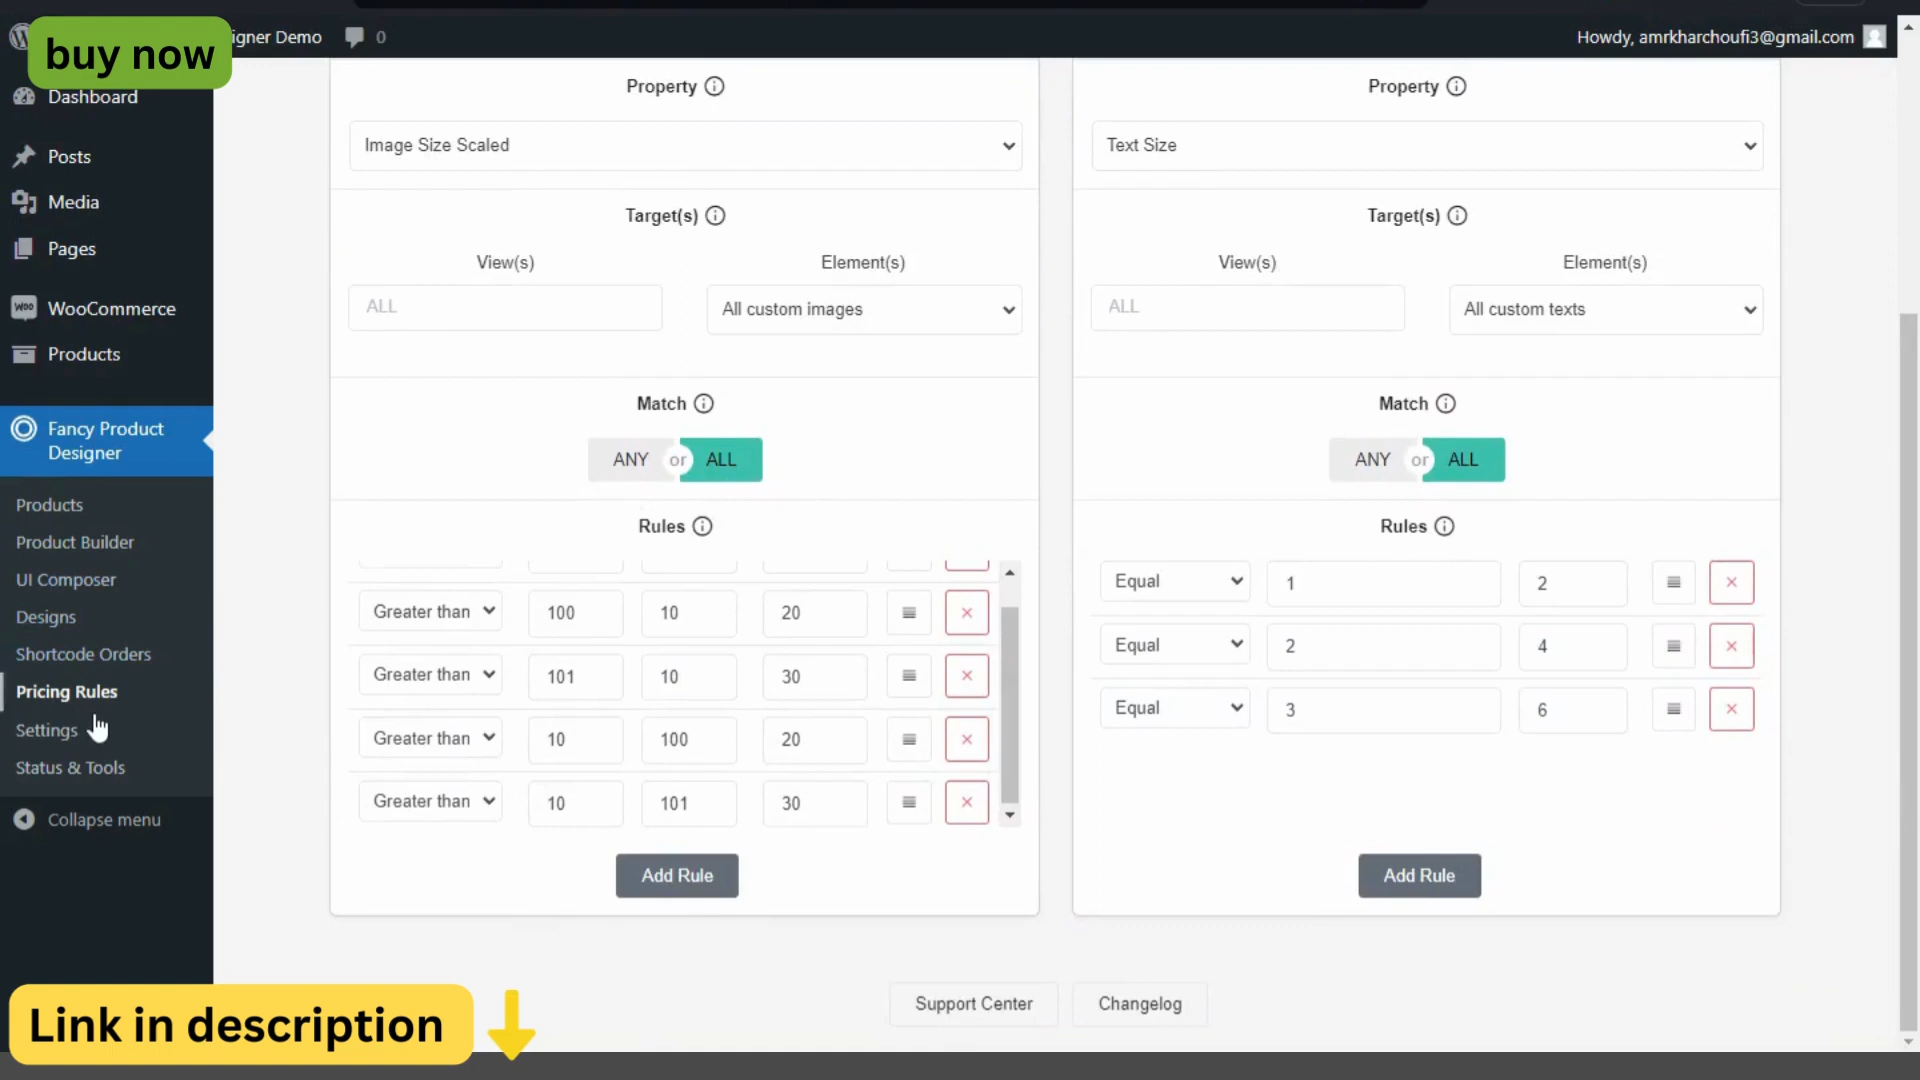 buy now
igner Demo
0
Howdy, amrkharchoufi3@gmail.com
Dashboard
Posts
Media
Pages
WOO
WooCommerce
Products
Fancy Product
Designer
Products
Product Builder
UI Composer
Designs
Shortcode Orders
Pricing Rules
Settings
Status & Tools
Collapse menu
Property
Image Size Scaled
Target(s)
View(s)
Element(s)
ALL
All custom images
Match
ANY or ALL
Rules
Greater than 100 10 20 ×
Greater than 101 10 30 ×
Greater than 10 100 20 ×
Greater than 10 101 30 ×
Add Rule
Property
Text Size
Target(s)
View(s)
Element(s)
ALL
All custom texts
Match
ANY or ALL
Rules
Equal 1 2 ×
Equal 2 4 ×
Equal 3 6 ×
Add Rule
Support Center
Changelog
Link in description